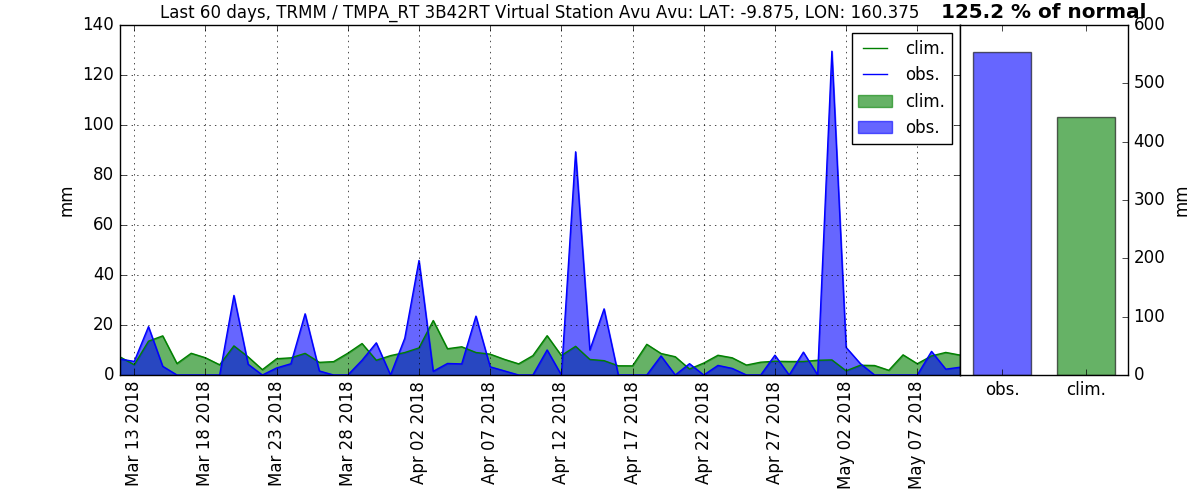 Last 60 days, TRMM / TMPA_RT 3B42RT Virtual Station Avu Avu: LAT: -9.875, LON: 160.375
125.2 % of normal
mm
140
120
100
80
60
40
20
0
clim.
obs.
clim.
obs.
600
500
400
300
200
100
0
mm
obs.
clim.
Mar 13 2018
Mar 18 2018
Mar 23 2018
Mar 28 2018
Apr 02 2018
Apr 07 2018
Apr 12 2018
Apr 17 2018
Apr 22 2018
Apr 27 2018
May 02 2018
May 07 2018